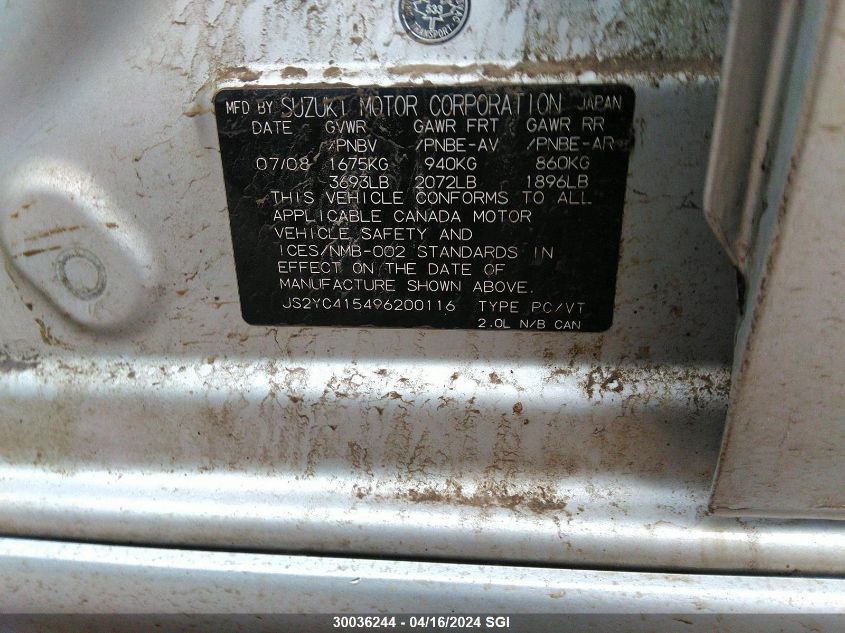 333
TRANSPORT
MFD BY SUZUKI MOTOR CORPORATION JAPAN
DATE GVWR GAWR FRT GAWR RR
/PNBV /PNBE-AV /PNBE-AR
07/08 1675KG 940KG 860KG
3693LB 2072LB 1896LB
THIS VEHICLE CONFORMS TO ALL
APPLICABLE CANADA MOTOR
VEHICLE SAFETY AND
ICES/NMB-002 STANDARDS IN
EFFECT ON THE DATE OF
MANUFACTURE SHOWN ABOVE.
JS2YC415496200116 TYPE PC/VT
2.0L N/B CAN
30036244 - 04/16/2024 SGI